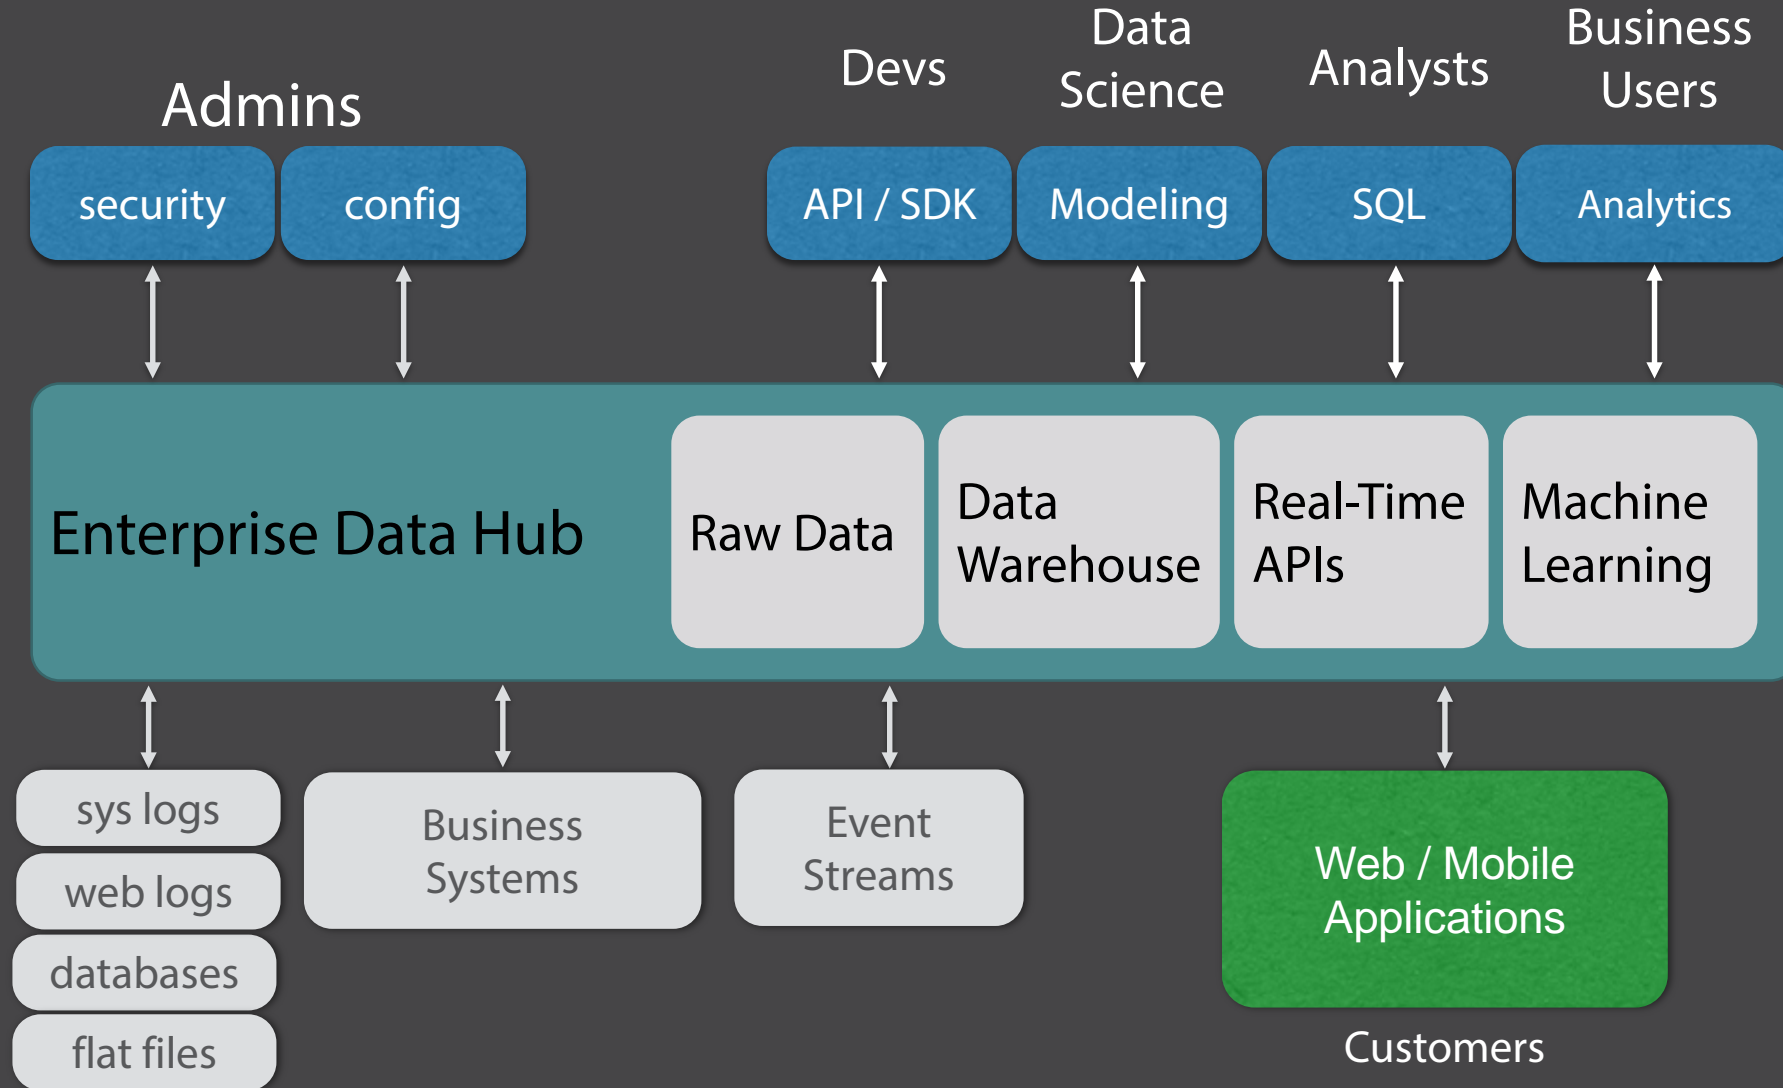 Admins
Devs
Data
Science
Analysts
Business
Users
security
config
API / SDK
Modeling
SQL
Analytics
Enterprise Data Hub
Raw Data
Data
Warehouse
Real-Time
APIs
Machine
Learning
sys logs
web logs
databases
flat files
Business
Systems
Event
Streams
Web / Mobile
Applications
Customers